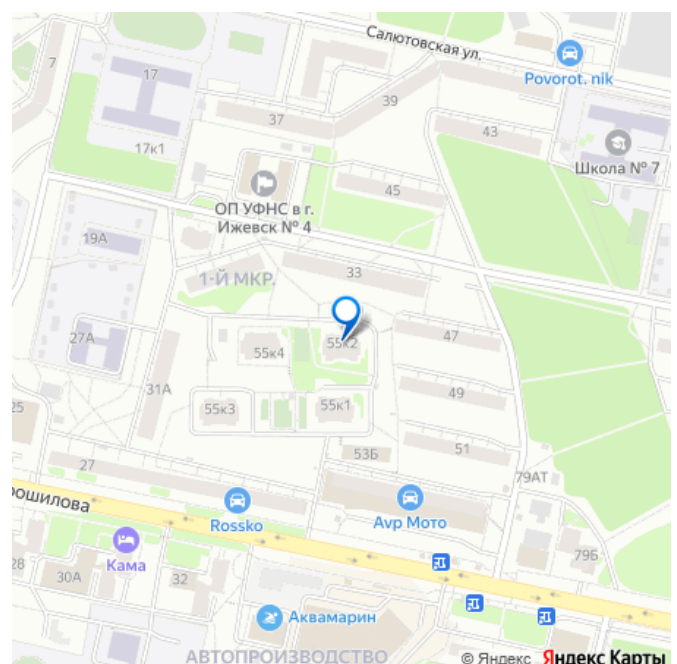 Салютовская ул.
7
Povorot. nik
17
39
37
43
17к1
Школа № 7
45
ОП УФНС в г.
Ижевск № 4
19А
33
1-Й МКР.
27А
55к2
47
55к4
31А
49
25
55к3
55к1
51
53Б
27
79АТ
рошилова
Rossko
Avp Мото
Кама
28
30А
32
79Б
Аквамарин
АВТОПРОИЗВОДСТВО
© Яндекс Яндекс Карты